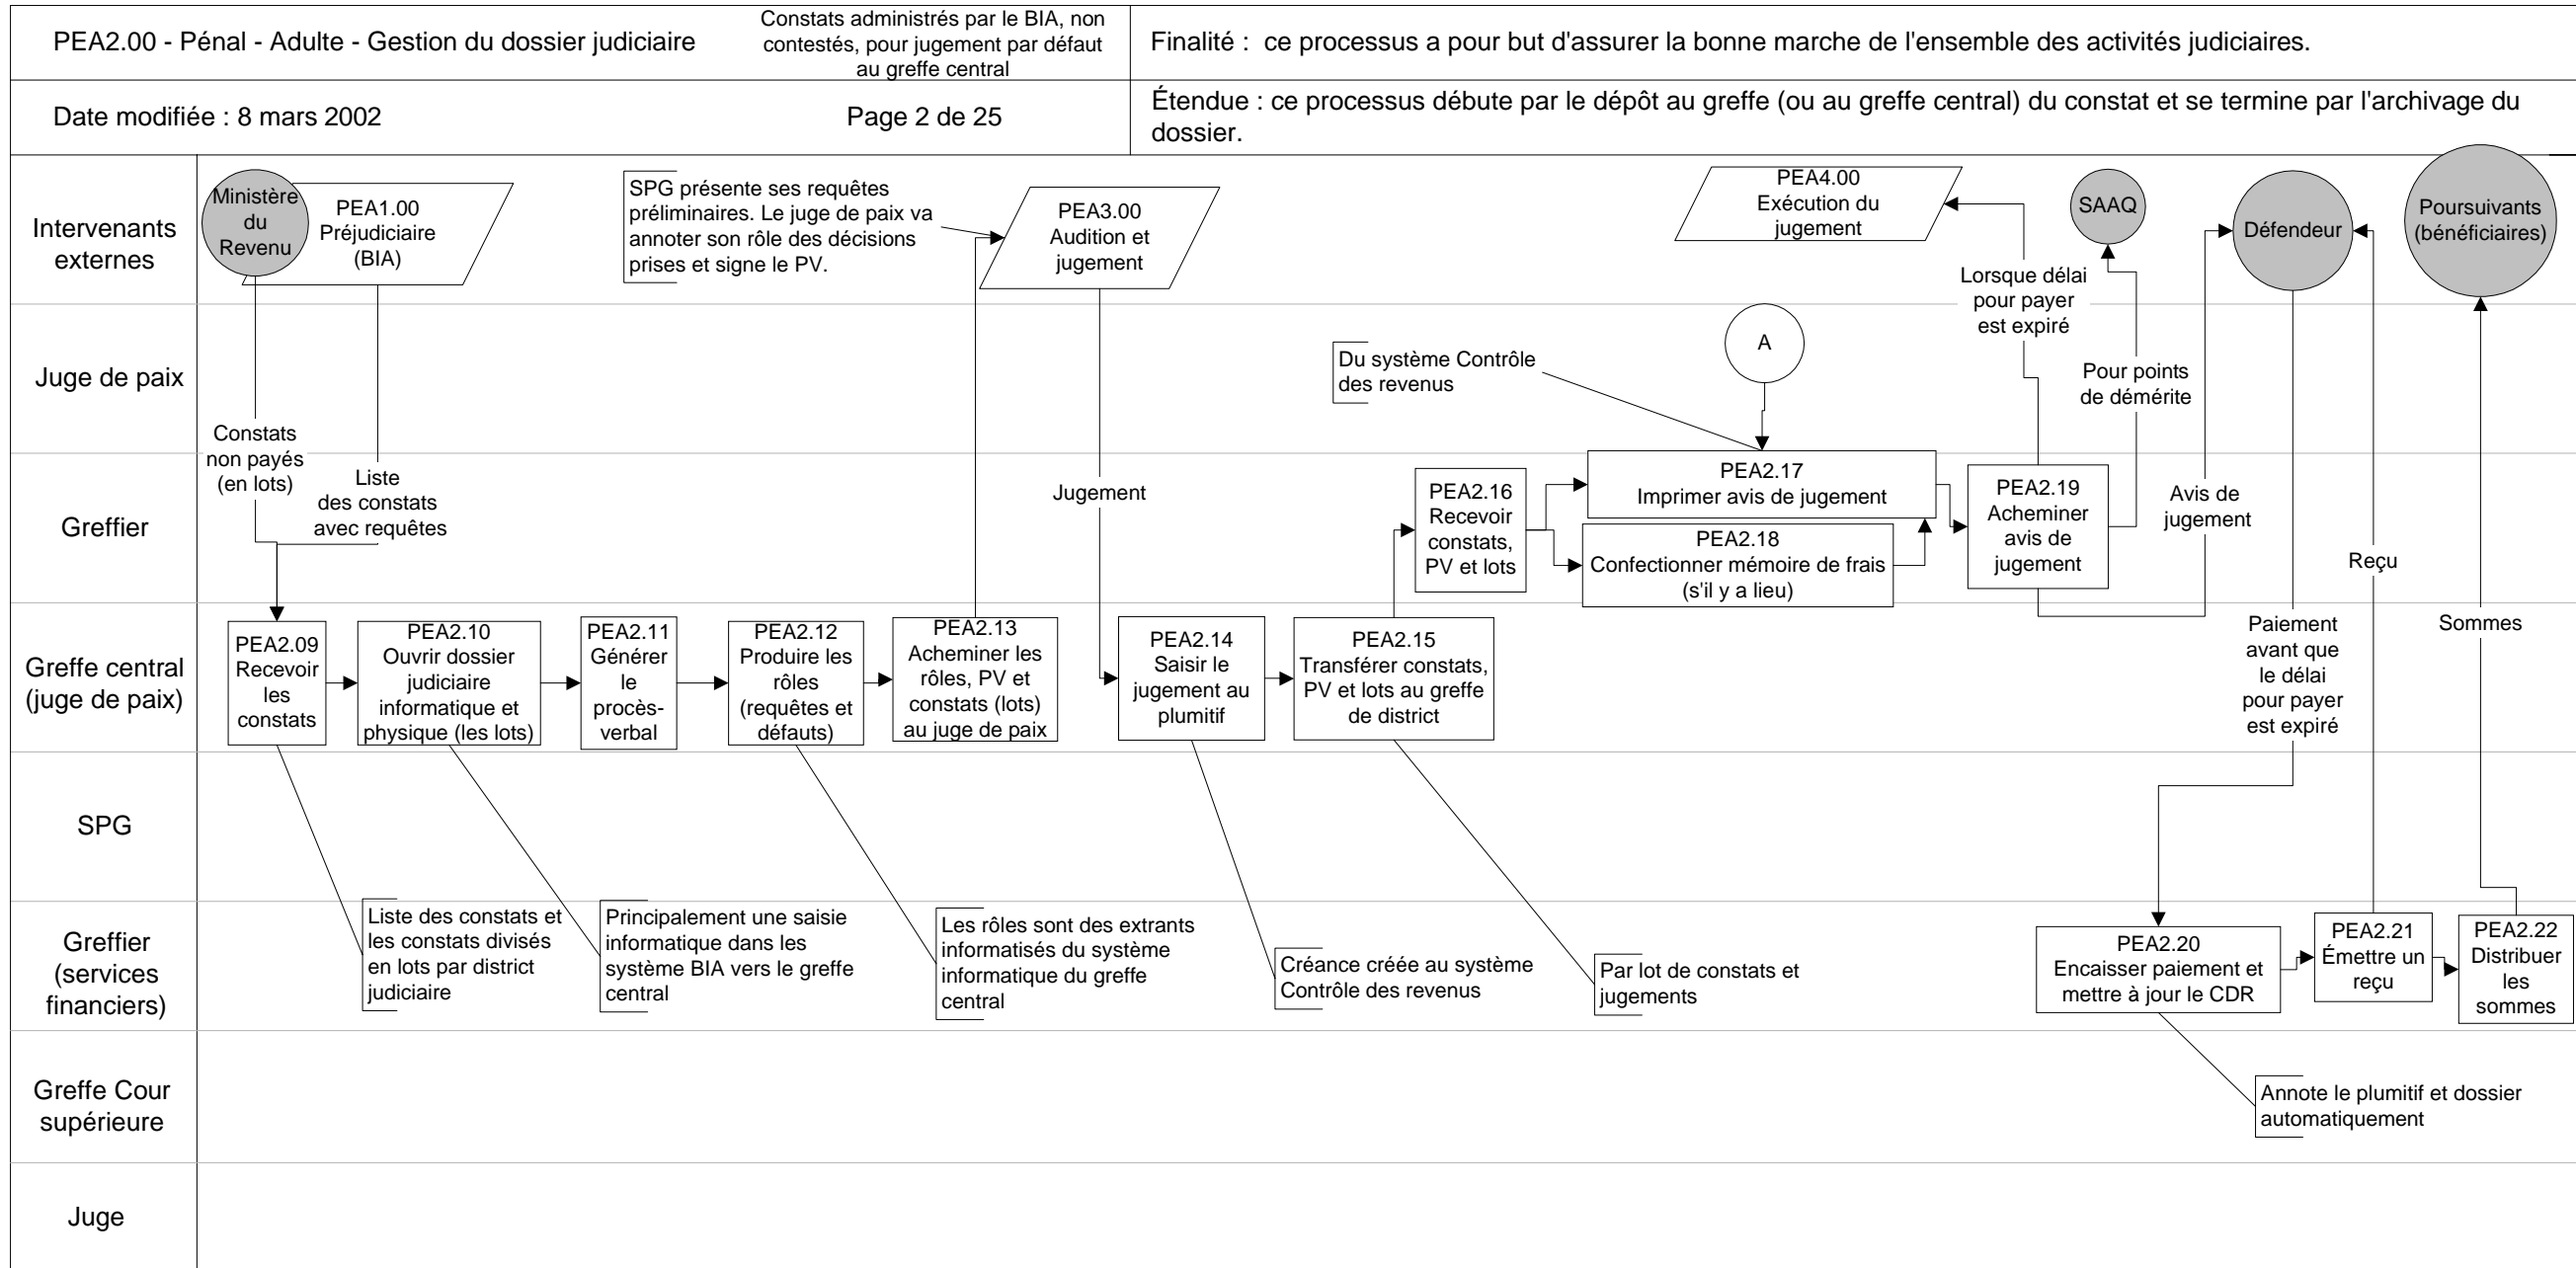 PEA2.00 - Pénal - Adulte - Gestion du dossier judiciaire
Constats administrés par le BIA, non
contestés, pour jugement par défaut
au greffe central
Finalité : ce processus a pour but d'assurer la bonne marche de l'ensemble des activités judiciaires.
Date modifiée : 8 mars 2002
Page 2 de 25
Étendue : ce processus débute par le dépôt au greffe (ou au greffe central) du constat et se termine par l'archivage du
dossier.
Intervenants
externes
Ministère
du
Revenu
PEA1.00
Préjudiciaire
(BIA)
SPG présente ses requêtes
préliminaires. Le juge de paix va
annoter son rôle des décisions
prises et signe le PV.
PEA3.00
Audition et
jugement
PEA4.00
Exécution du
jugement
SAAQ
Défendeur
Poursuivants
(bénéficiaires)
Lorsque délai
pour payer
est expiré
Juge de paix
Du système Contrôle
des revenus
A
Pour points
de démérite
Constats
non payés
(en lots)
Liste
des constats
avec requêtes
Greffier
Jugement
PEA2.16
Recevoir
constats,
PV et lots
PEA2.17
Imprimer avis de jugement
PEA2.18
Confectionner mémoire de frais
(s'il y a lieu)
PEA2.19
Acheminer
avis de
jugement
Avis de
jugement
Reçu
Greffe central
(juge de paix)
PEA2.09
Recevoir
les
constats
PEA2.10
Ouvrir dossier
judiciaire
informatique et
physique (les lots)
PEA2.11
Générer
le
procès-
verbal
PEA2.12
Produire les
rôles
(requêtes et
défauts)
PEA2.13
Acheminer les
rôles, PV et
constats (lots)
au juge de paix
PEA2.14
Saisir le
jugement au
plumitif
PEA2.15
Transférer constats,
PV et lots au greffe
de district
Paiement
avant que
le délai
pour payer
est expiré
Sommes
SPG
Greffier
(services
financiers)
Liste des constats et
les constats divisés
en lots par district
judiciaire
Principalement une saisie
informatique dans les
système BIA vers le greffe
central
Les rôles sont des extrants
informatisés du système
informatique du greffe
central
Créance créée au système
Contrôle des revenus
Par lot de constats et
jugements
PEA2.20
Encaisser paiement et
mettre à jour le CDR
PEA2.21
Émettre un
reçu
PEA2.22
Distribuer
les
sommes
Greffe Cour
supérieure
Annote le plumitif et dossier
automatiquement
Juge